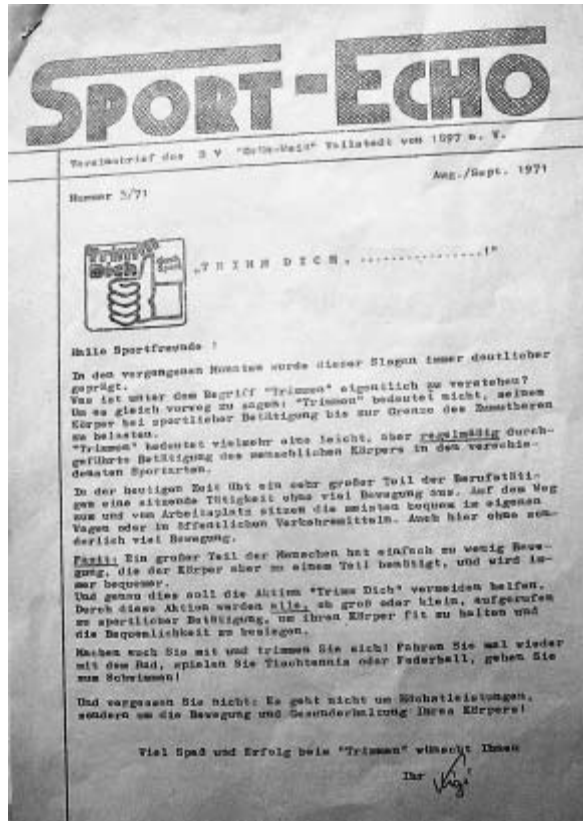 SPORT-ECHO
Vereinsbrief des S V "Grün-Weiß" Vallstedt von 1897 e. V.
Nummer 5/71
Aug./Sept. 1971
Trimm
Dich
durch
Sport
„T R I M M   D I C H , ................!"
Hallo Sportfreunde !
In den vergangenen Monaten wurde dieser Slogan immer deutlicher
geprägt.
Was ist unter dem Begriff "Trimmen" eigentlich zu verstehen?
Um es gleich vorweg zu sagen: "Trimmen" bedeutet nicht, seinen
Körper bei sportlicher Betätigung bis zur Grenze des Zumutbaren
zu belasten.
"Trimmen" bedeutet vielmehr eine leicht, aber regelmäßig durch-
geführte Betätigung des menschlichen Körpers in den verschie-
densten Sportarten.
In der heutigen Zeit übt ein sehr großer Teil der Berufstäti-
gen eine sitzende Tätigkeit ohne viel Bewegung aus. Auf dem Weg
zum und vom Arbeitsplatz sitzen die meisten bequem im eigenen
Wagen oder in öffentlichen Verkehrsmitteln. Auch hier ohne son-
derlich viel Bewegung.
Fazit: Ein großer Teil der Menschen hat einfach zu wenig Bewe-
gung, die der Körper aber zu einem Teil benötigt, und wird im-
mer bequemer.
Und genau dies soll die Aktion "Trimm Dich" vermeiden helfen.
Durch diese Aktion werden alle, ob groß oder klein, aufgerufen
zu sportlicher Betätigung, um ihren Körper fit zu halten und
die Bequemlichkeit zu besiegen.
Machen auch Sie mit und trimmen Sie sich! Fahren Sie mal wieder
mit dem Rad, spielen Sie Tischtennis oder Federball, gehen Sie
zum Schwimmen!
Und vergessen Sie nicht: Es geht nicht um Höchstleistungen,
sondern um die Bewegung und Gesunderhaltung Ihres Körpers!
Viel Spaß und Erfolg beim "Trimmen" wünscht Ihnen
Ihr